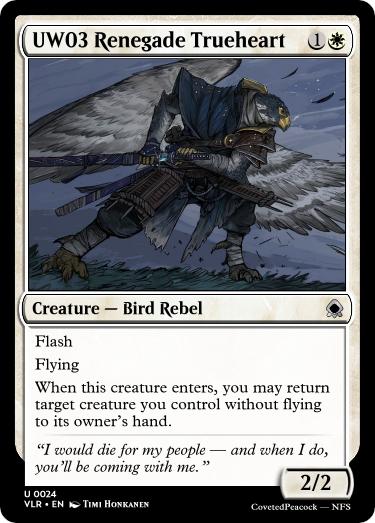 UW03 Renegade Trueheart 1
Creature — Bird Rebel
Flash
Flying
When this creature enters, you may return
target creature you control without flying
to its owner's hand.
“I would die for my people — and when I do,
you'll be coming with me.”
2/2
U 0024
VLR • EN Timi Honkanen
CovetedPeacock — NFS